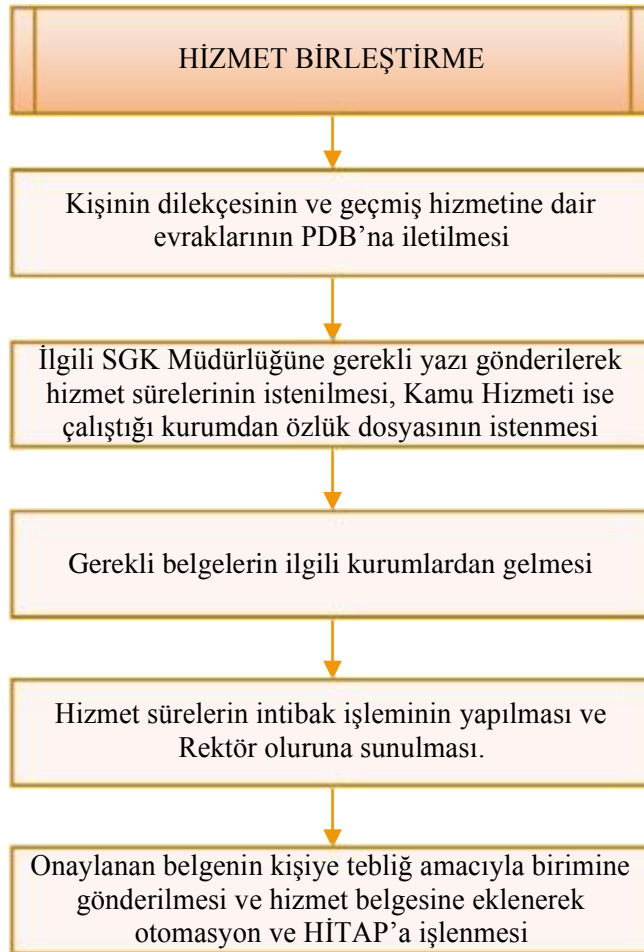 HİZMET BİRLEŞTİRME
Kişinin dilekçesinin ve geçmiş hizmetine dair
evraklarının PDB’na iletilmesi
İlgili SGK Müdürlüğüne gerekli yazı gönderilerek
hizmet sürelerinin istenilmesi, Kamu Hizmeti ise
çalıştığı kurumdan özlük dosyasının istenmesi
Gerekli belgelerin ilgili kurumlardan gelmesi
Hizmet sürelerin intibak işleminin yapılması ve
Rektör oluruna sunulması.
Onaylanan belgenin kişiye tebliğ amacıyla birimine
gönderilmesi ve hizmet belgesine eklenerek
otomasyon ve HİTAP’a işlenmesi